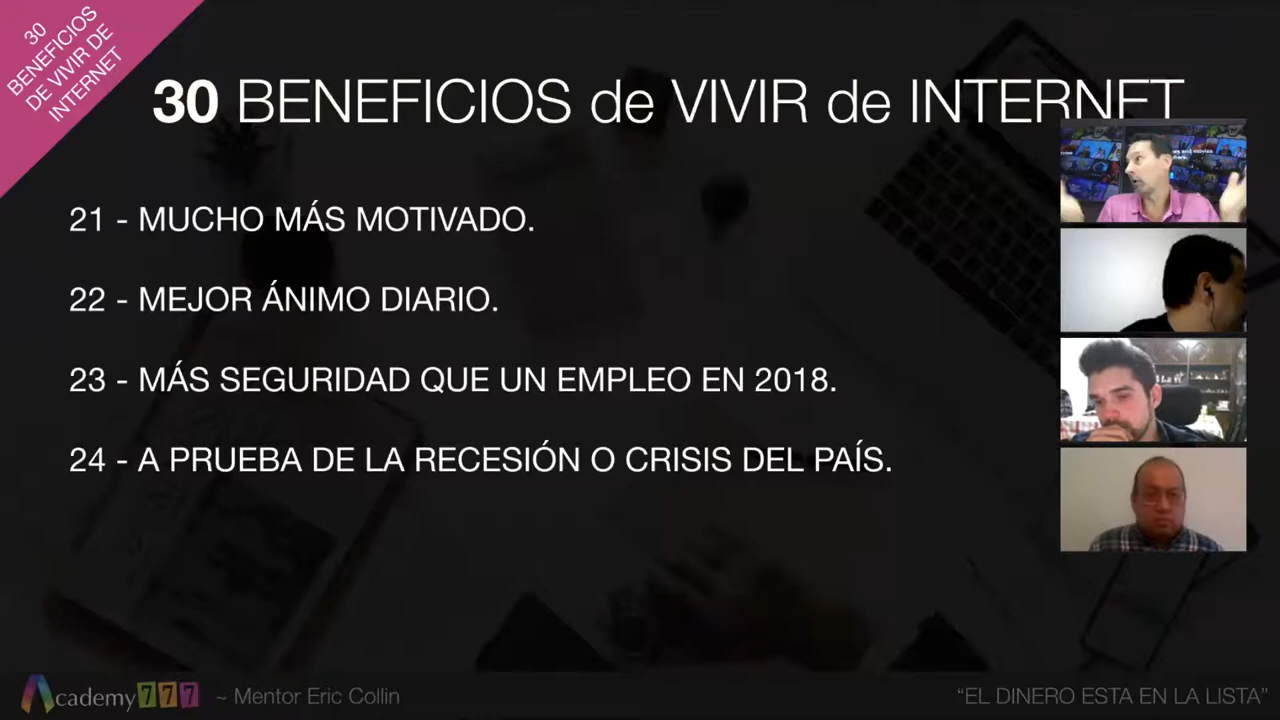 30
BENEFICIOS
DE VIVIR DE
INTERNET
30 BENEFICIOS de VIVIR de INTERNET
21 - MUCHO MÁS MOTIVADO.
22 - MEJOR ÁNIMO DIARIO.
23 - MÁS SEGURIDAD QUE UN EMPLEO EN 2018.
24 - A PRUEBA DE LA RECESIÓN O CRISIS DEL PAÍS.
Academy777 ~ Mentor Eric Collin
“EL DINERO ESTA EN LA LISTA”